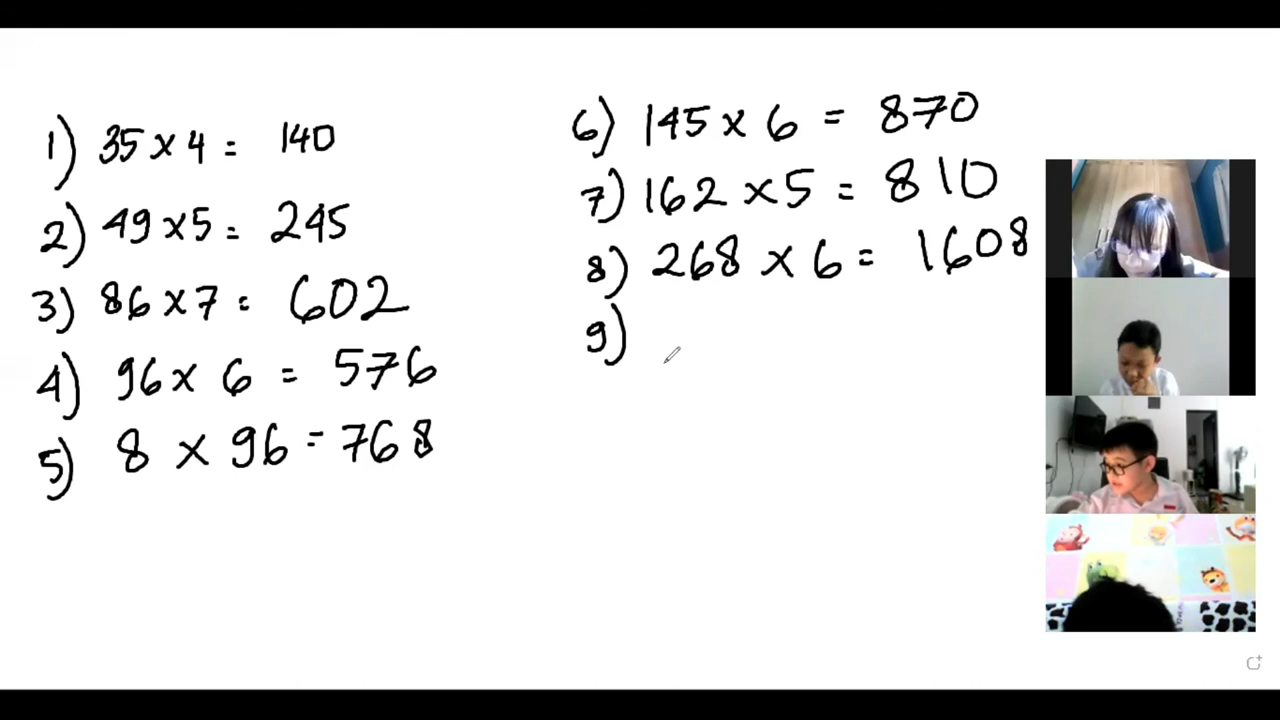 1) 35 x 4 = 140
2) 49 x 5 = 245
3) 86 x 7 = 602
4) 96 x 6 = 576
5) 8 x 96 = 768
6) 145 x 6 = 870
7) 162 x 5 = 810
8) 268 x 6 = 1608
9)